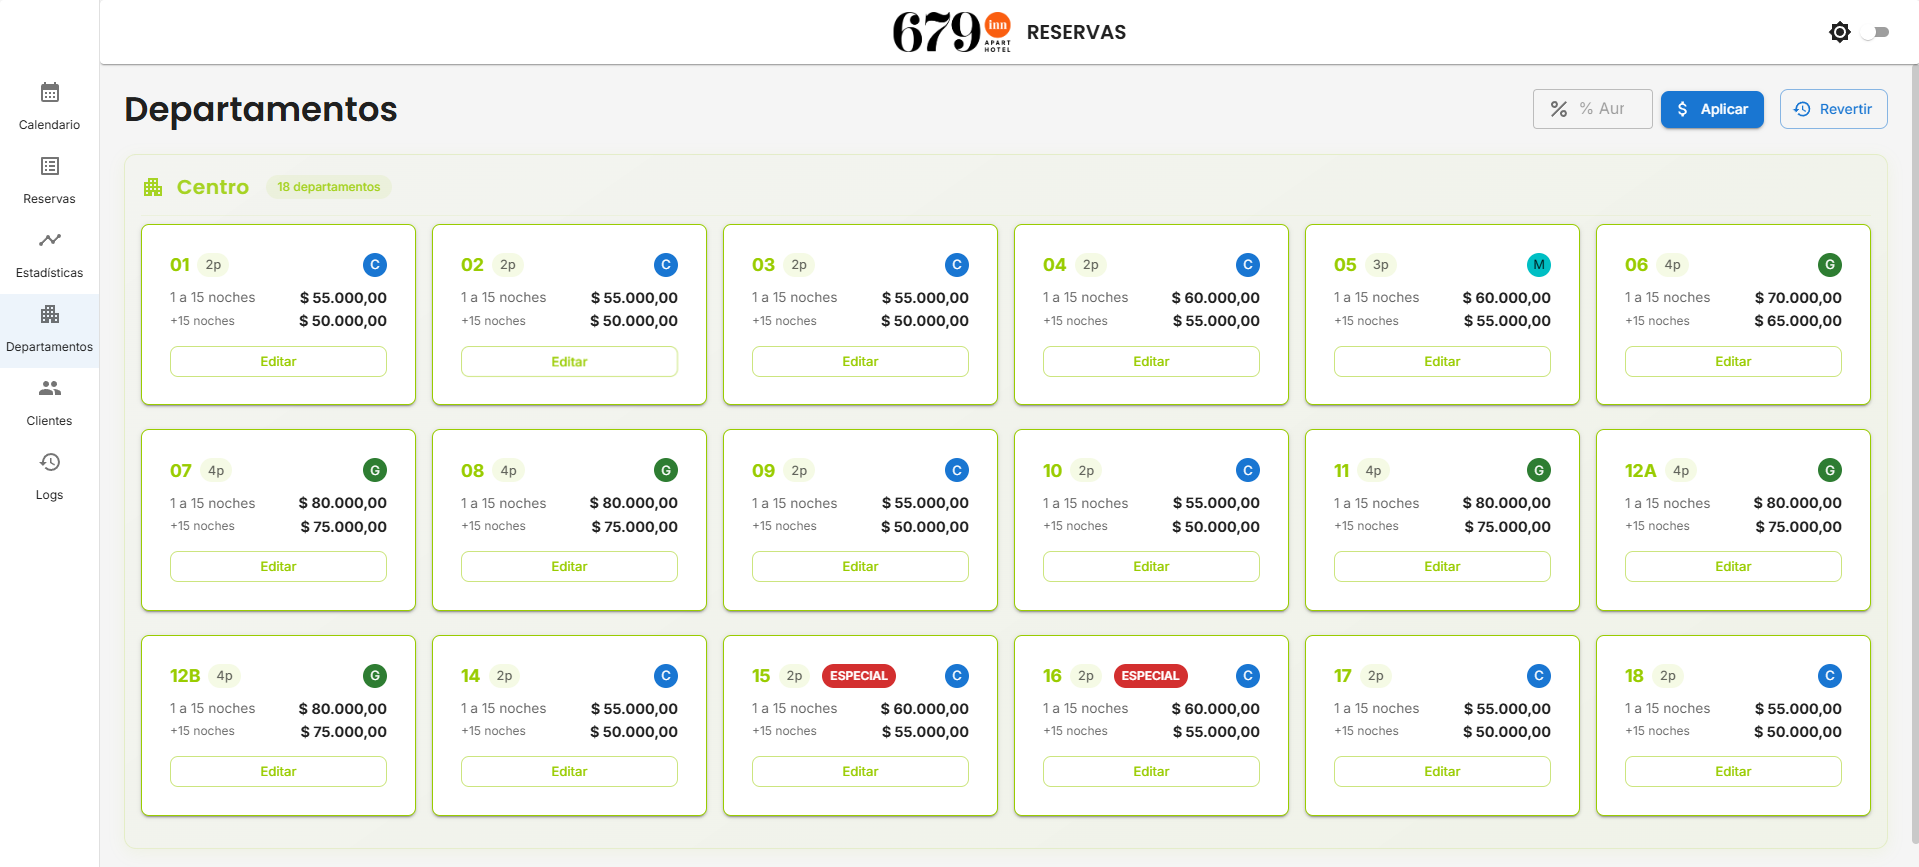 679 inn APART HOTEL RESERVAS
Calendario
Reservas
Estadísticas
Departamentos
Clientes
Logs
Departamentos
% Aur
$ Aplicar
Revertir
Centro 18 departamentos
01 2p C
1 a 15 noches $ 55.000,00
+15 noches $ 50.000,00
Editar
02 2p C
1 a 15 noches $ 55.000,00
+15 noches $ 50.000,00
Editar
03 2p C
1 a 15 noches $ 55.000,00
+15 noches $ 50.000,00
Editar
04 2p C
1 a 15 noches $ 60.000,00
+15 noches $ 55.000,00
Editar
05 3p M
1 a 15 noches $ 60.000,00
+15 noches $ 55.000,00
Editar
06 4p G
1 a 15 noches $ 70.000,00
+15 noches $ 65.000,00
Editar
07 4p G
1 a 15 noches $ 80.000,00
+15 noches $ 75.000,00
Editar
08 4p G
1 a 15 noches $ 80.000,00
+15 noches $ 75.000,00
Editar
09 2p C
1 a 15 noches $ 55.000,00
+15 noches $ 50.000,00
Editar
10 2p C
1 a 15 noches $ 55.000,00
+15 noches $ 50.000,00
Editar
11 4p G
1 a 15 noches $ 80.000,00
+15 noches $ 75.000,00
Editar
12A 4p G
1 a 15 noches $ 80.000,00
+15 noches $ 75.000,00
Editar
12B 4p G
1 a 15 noches $ 80.000,00
+15 noches $ 75.000,00
Editar
14 2p C
1 a 15 noches $ 55.000,00
+15 noches $ 50.000,00
Editar
15 2p ESPECIAL C
1 a 15 noches $ 60.000,00
+15 noches $ 55.000,00
Editar
16 2p ESPECIAL C
1 a 15 noches $ 60.000,00
+15 noches $ 55.000,00
Editar
17 2p C
1 a 15 noches $ 55.000,00
+15 noches $ 50.000,00
Editar
18 2p C
1 a 15 noches $ 55.000,00
+15 noches $ 50.000,00
Editar